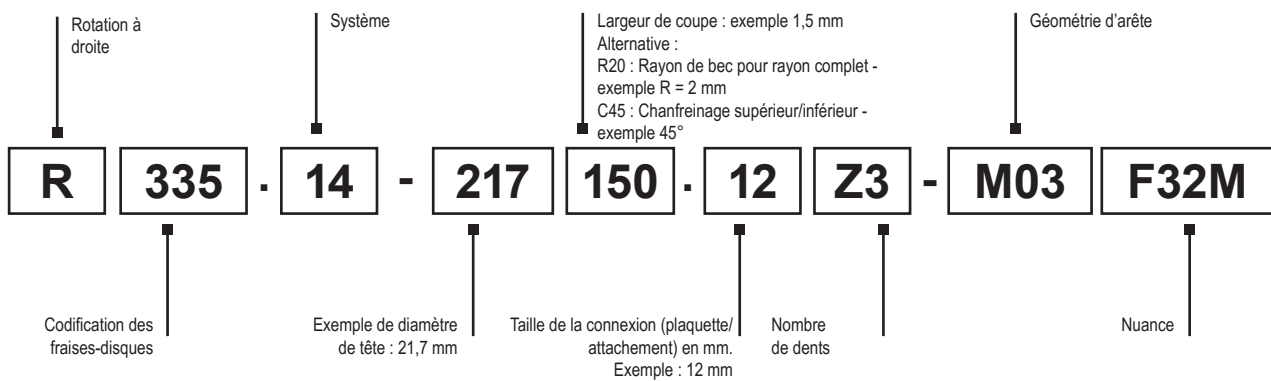 Rotation à
droite
Système
Largeur de coupe : exemple 1,5 mm
Alternative :
R20 : Rayon de bec pour rayon complet -
exemple R = 2 mm
C45 : Chanfreinage supérieur/inférieur -
exemple 45°
Géométrie d'arête
R 335 . 14 - 217 150 . 12 Z3 - M03 F32M
Codification des
fraises-disques
Exemple de diamètre
de tête : 21,7 mm
Taille de la connexion (plaquette/
attachement) en mm.
Exemple : 12 mm
Nombre
de dents
Nuance